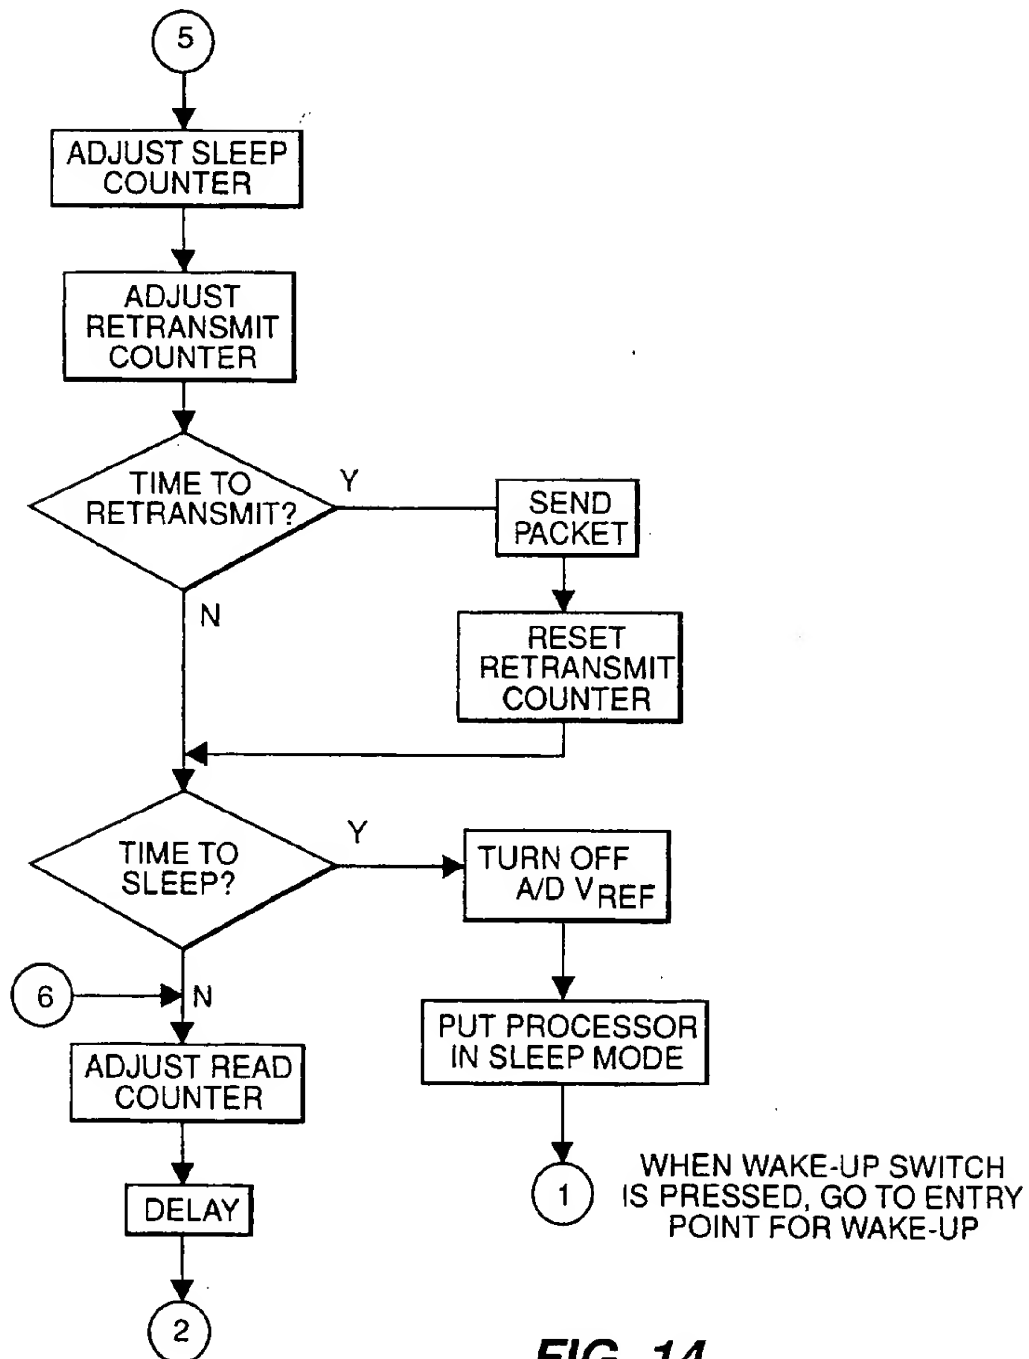 5
ADJUST SLEEP
COUNTER
ADJUST
RETRANSMIT
COUNTER
TIME TO
RETRANSMIT?
Y
SEND
PACKET
N
RESET
RETRANSMIT
COUNTER
TIME TO
SLEEP?
Y
TURN OFF
A/D VREF
6
N
PUT PROCESSOR
IN SLEEP MODE
ADJUST READ
COUNTER
DELAY
1
WHEN WAKE-UP SWITCH
IS PRESSED, GO TO ENTRY
POINT FOR WAKE-UP
2
FIG. 14